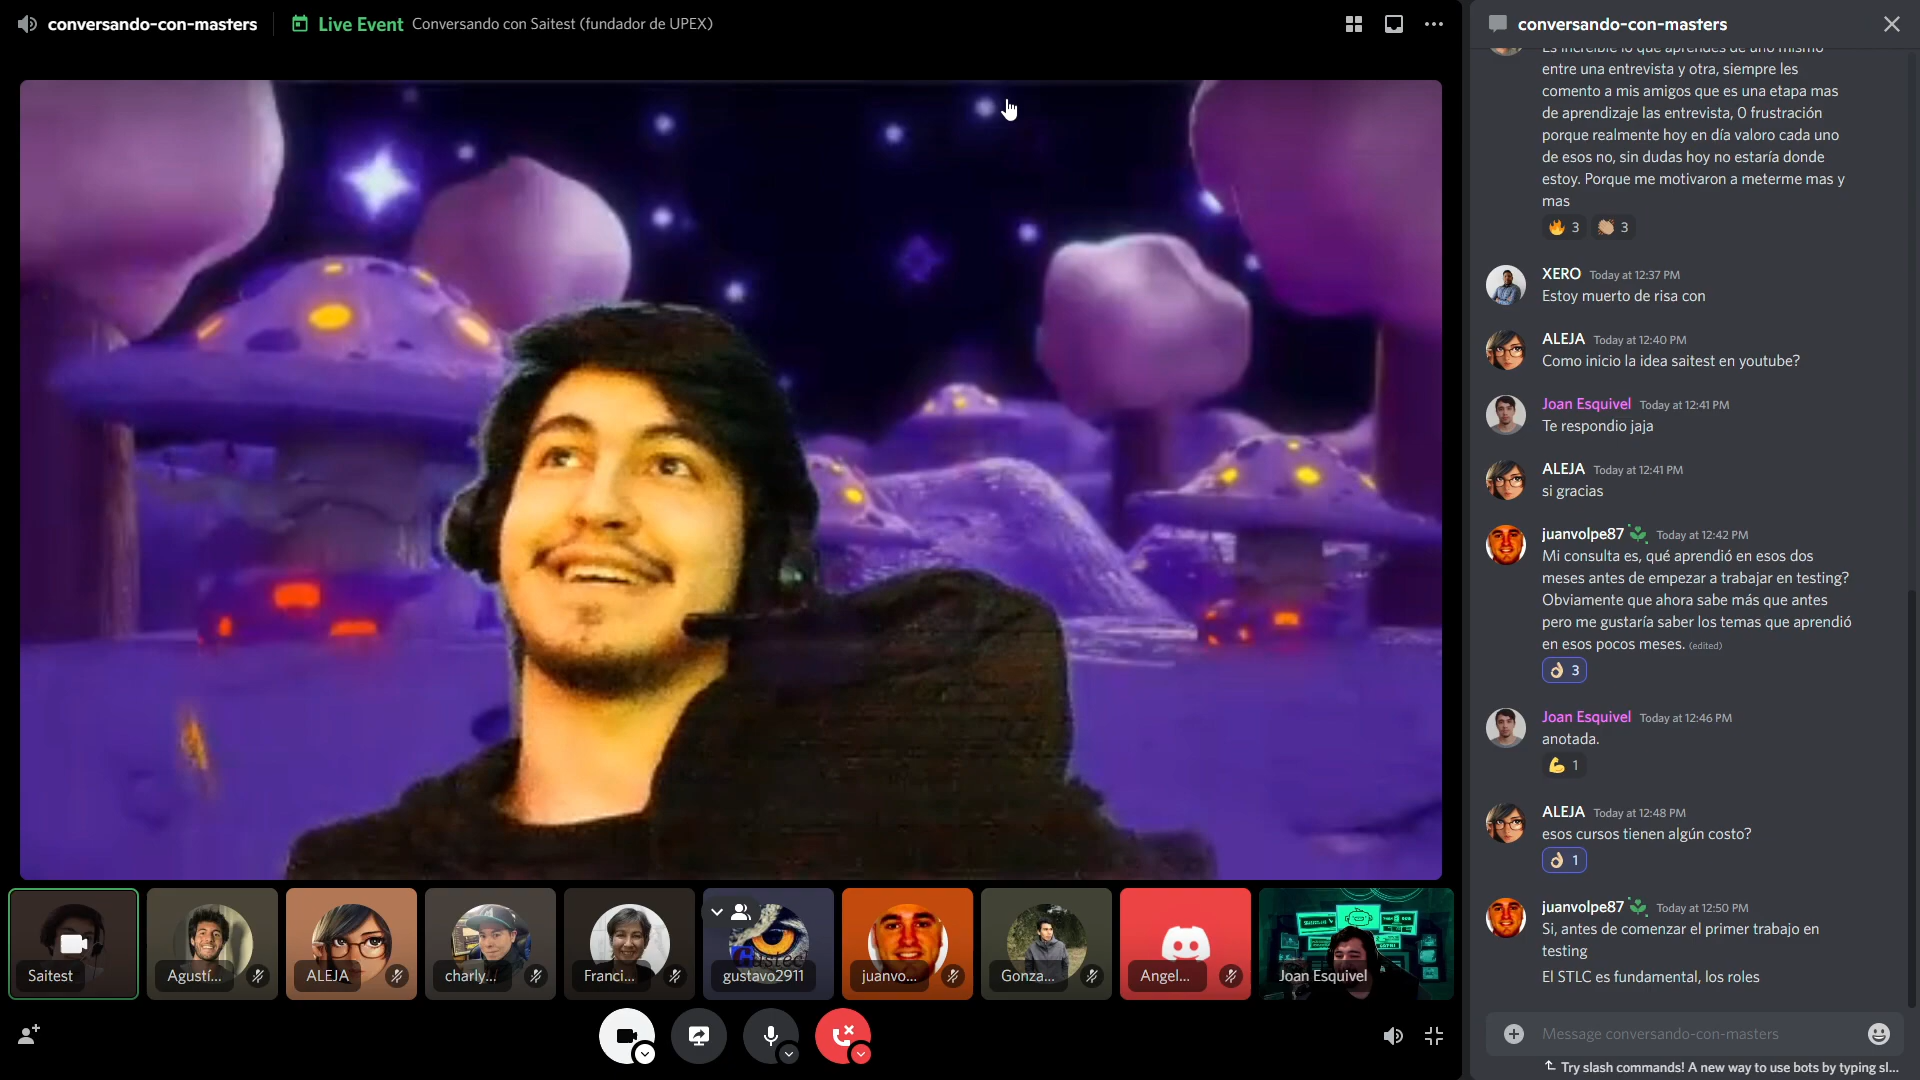 conversando-con-masters
Live Event Conversando con Saitest (fundador de UPEX)
conversando-con-masters
Es increíble lo que aprendes de uno mismo
entre una entrevista y otra, siempre les
comento a mis amigos que es una etapa mas
de aprendizaje las entrevista, 0 frustración
porque realmente hoy en día valoro cada uno
de esos no, sin dudas hoy no estaría donde
estoy. Porque me motivaron a meterme mas y
mas
3 3
XERO Today at 12:37 PM
Estoy muerto de risa con
ALEJA Today at 12:40 PM
Como inicio la idea saitest en youtube?
Joan Esquivel Today at 12:41 PM
Te respondio jaja
ALEJA Today at 12:41 PM
si gracias
juanvolpe87 Today at 12:42 PM
Mi consulta es, qué aprendió en esos dos
meses antes de empezar a trabajar en testing?
Obviamente que ahora sabe más que antes
pero me gustaría saber los temas que aprendió
en esos pocos meses. (edited)
3
Joan Esquivel Today at 12:46 PM
anotada.
1
ALEJA Today at 12:48 PM
esos cursos tienen algún costo?
1
juanvolpe87 Today at 12:50 PM
Si, antes de comenzar el primer trabajo en
testing
El STLC es fundamental, los roles
Message conversando-con-masters
Try slash commands! A new way to use bots by typing sl...
Saitest
Agustí...
ALEJA
charly...
Franci...
gustavo2911
juanvo...
Gonza...
Angel...
Joan Esquivel